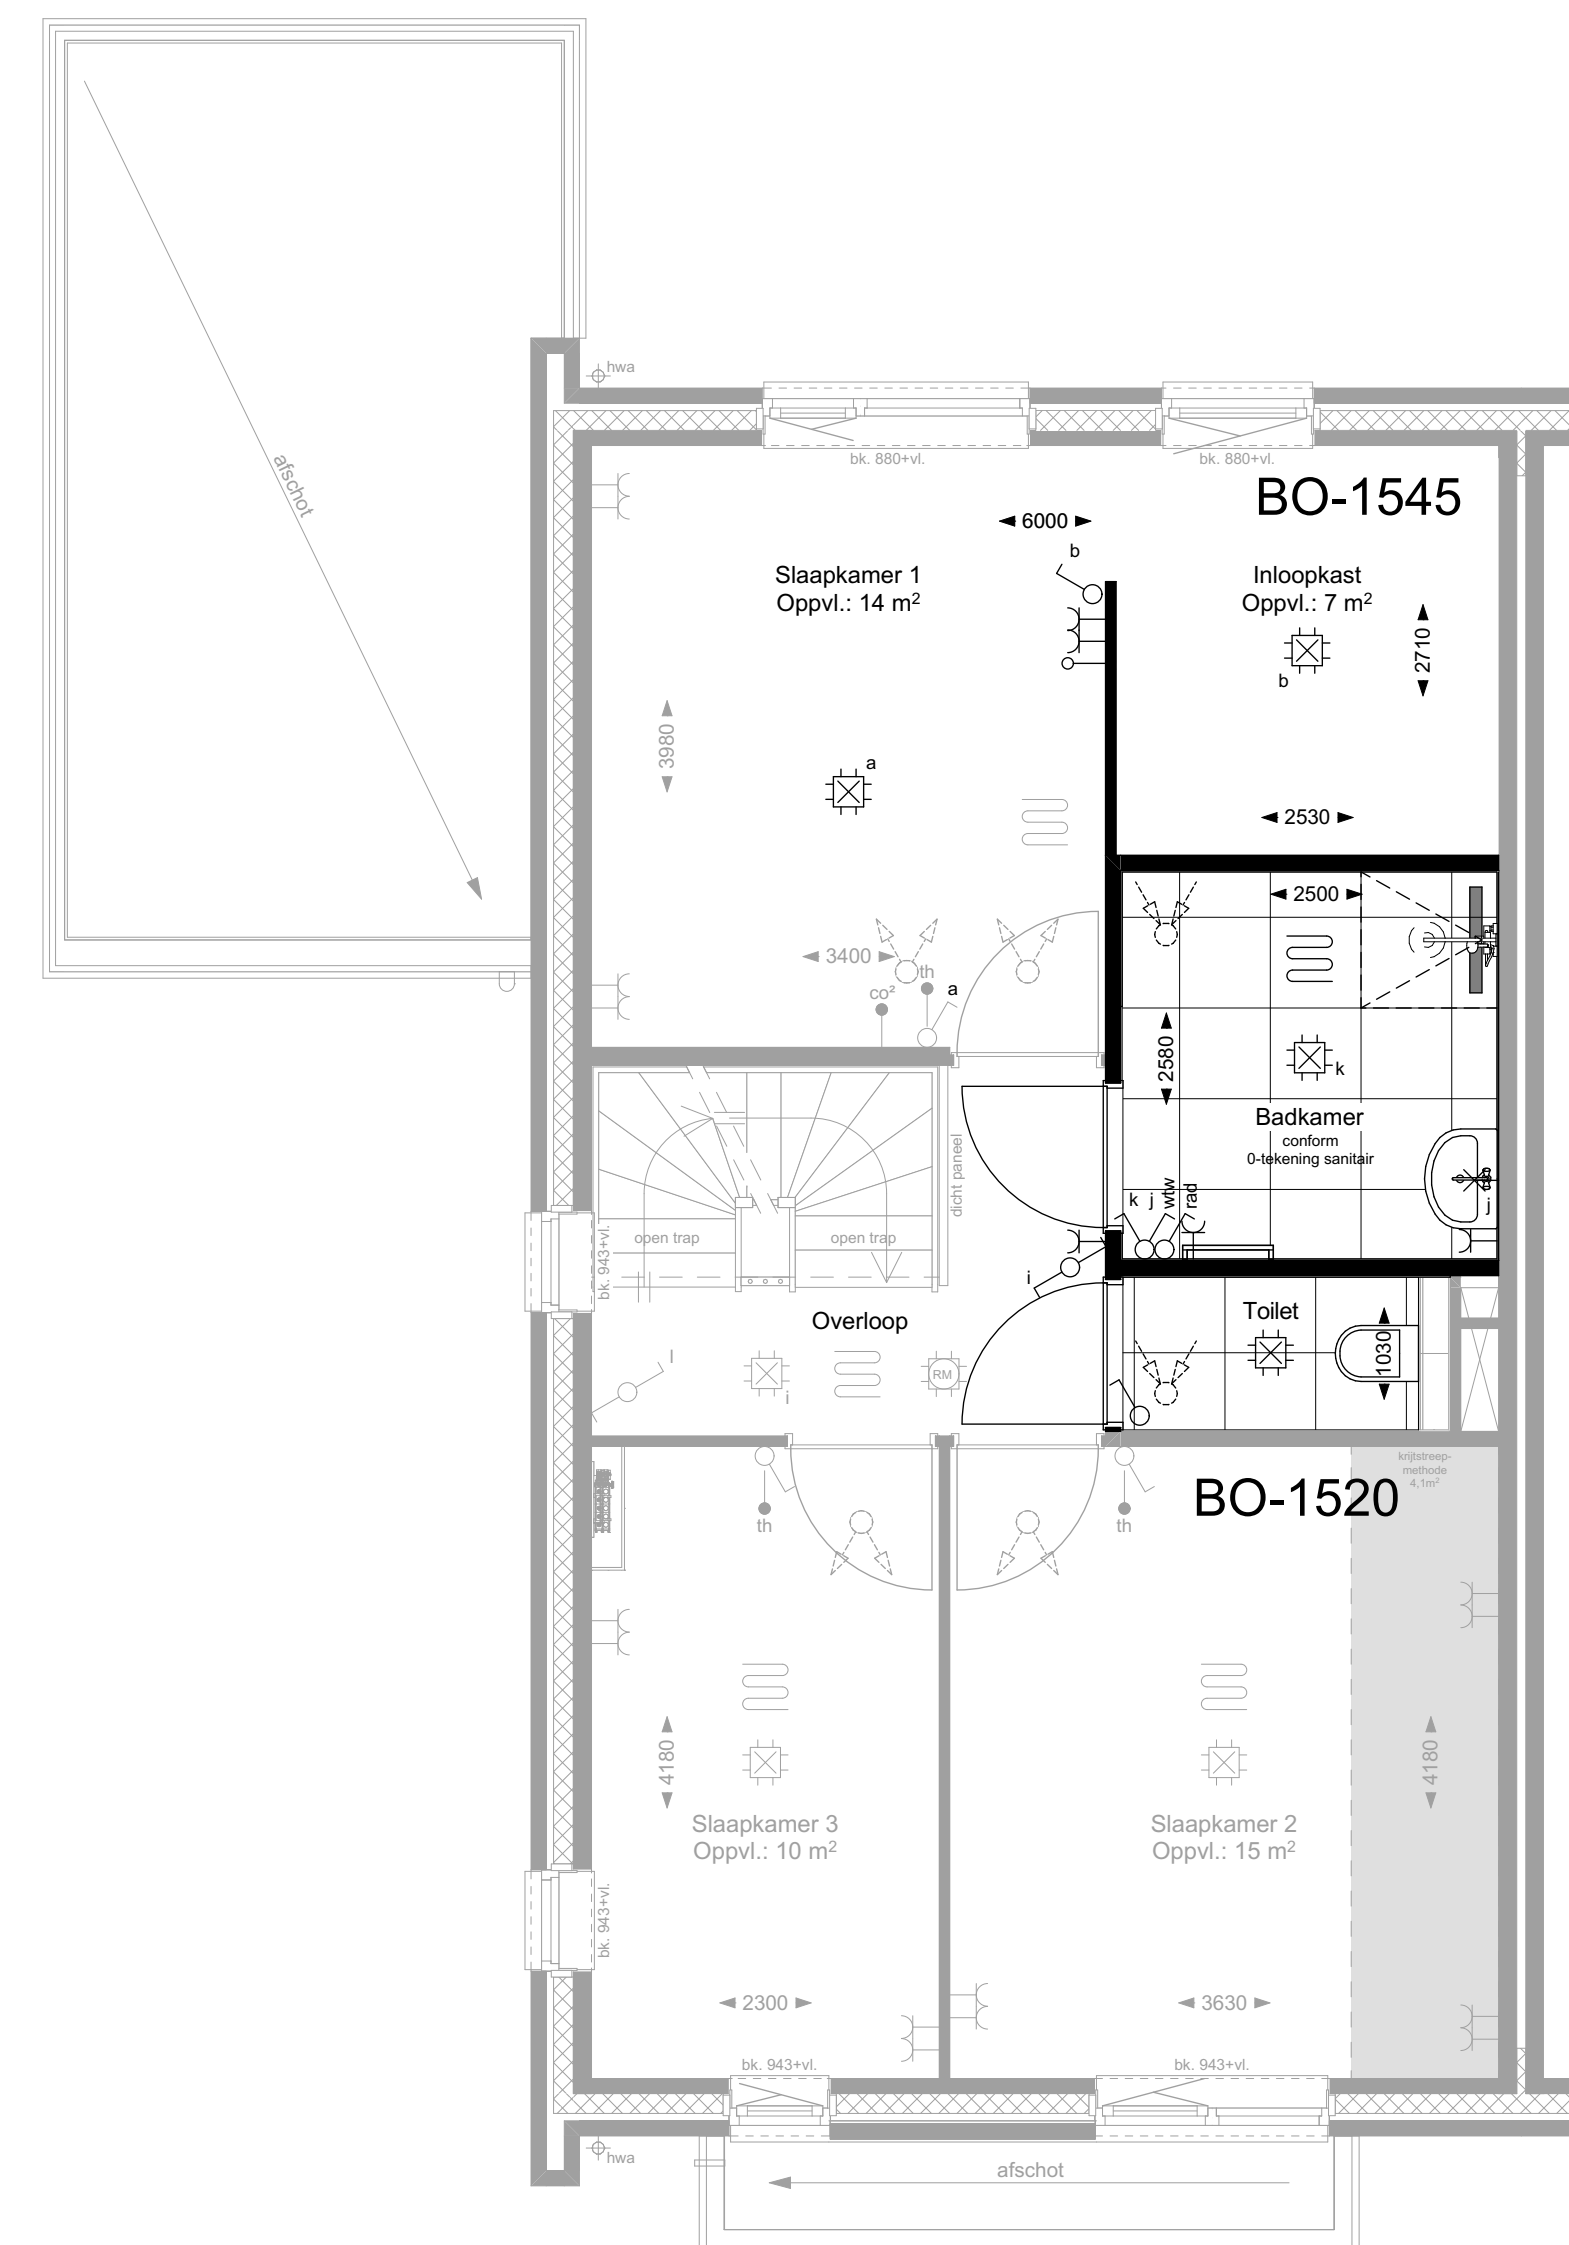 hwa
afschot
bk. 880+vl.
bk. 880+vl.
BO-1545
6000
b
Slaapkamer 1
Oppvl.: 14 m²
Inloopkast
Oppvl.: 7 m²
2710
b
3980
a
2530
2500
3400
th
co²
a
2580
k
Badkamer
conform
0-tekening sanitair
dicht paneel
k
j
wtw
rad
j
open trap
open trap
bk. 943+vl.
i
Overloop
Toilet
1030
l
i
RM
krijtstreep-
methode
4,1m²
BO-1520
th
th
4180
4180
Slaapkamer 3
Oppvl.: 10 m²
Slaapkamer 2
Oppvl.: 15 m²
bk. 943+vl.
2300
3630
bk. 943+vl.
bk. 943+vl.
hwa
afschot